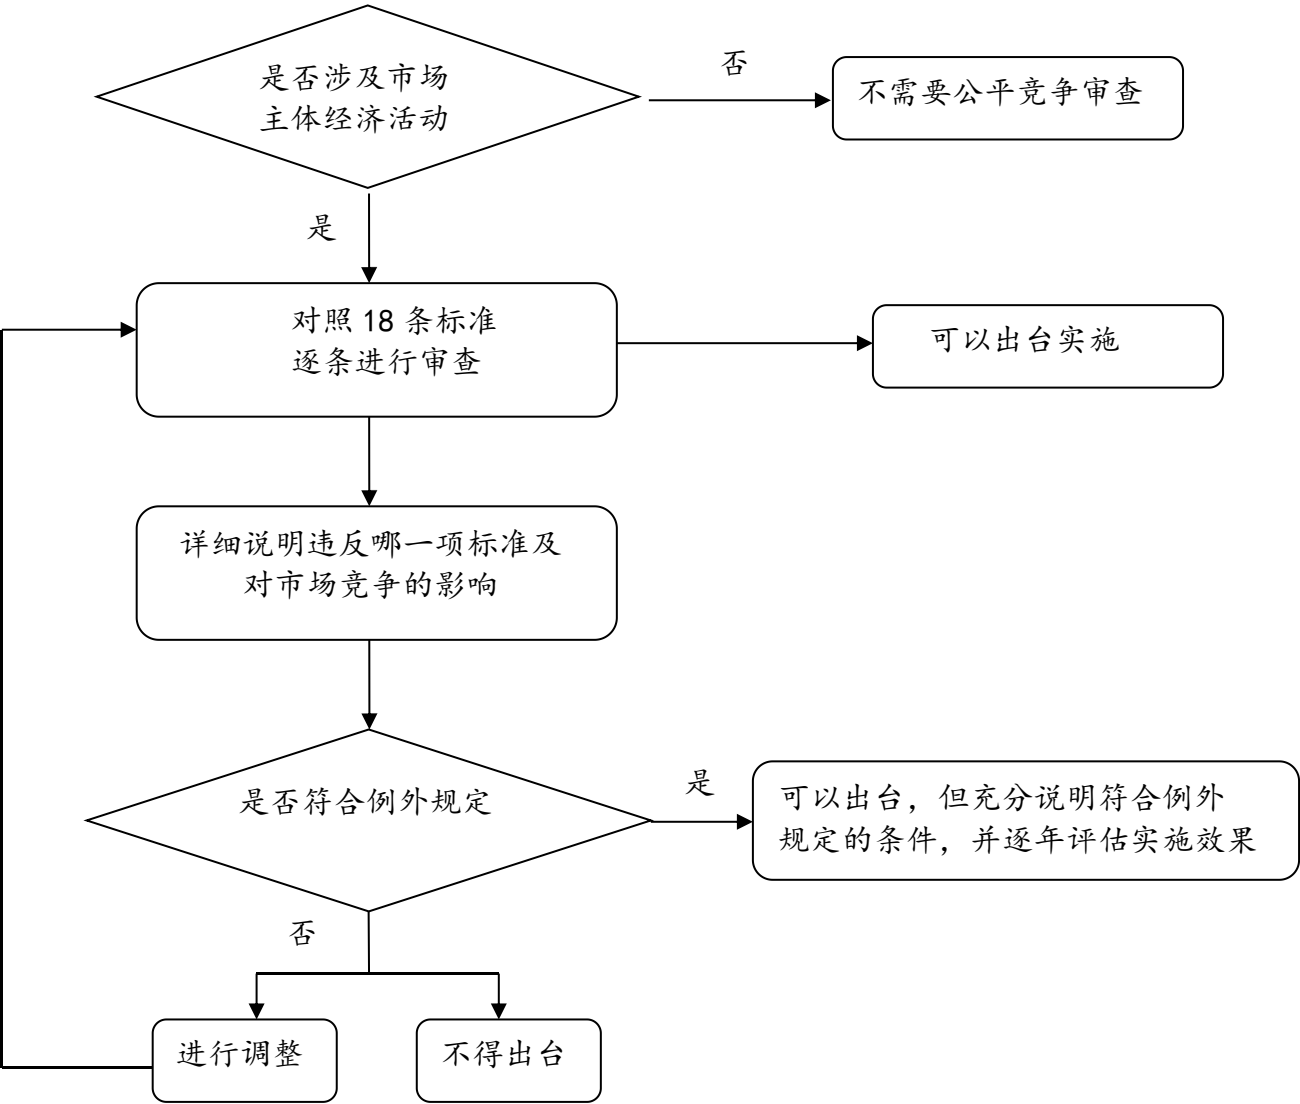 是否涉及市场
主体经济活动
否
不需要公平竞争审查
是
对照 18 条标准
逐条进行审查
可以出台实施
详细说明违反哪一项标准及
对市场竞争的影响
是否符合例外规定
是
可以出台，但充分说明符合例外
规定的条件，并逐年评估实施效果
否
进行调整
不得出台